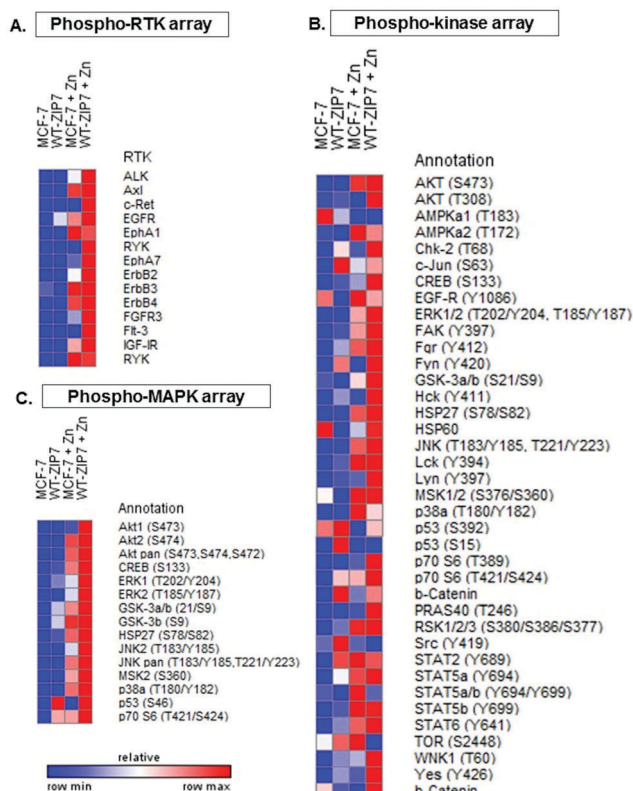 A. Phospho-RTK array
MCF-7
WT-ZIP7
MCF-7 + Zn
WT-ZIP7 + Zn
RTK
ALK
Axl
c-Ret
EGFR
EphA1
RYK
EphA7
ErbB2
ErbB3
ErbB4
FGFR3
Flt-3
IGF-IR
RYK
C. Phospho-MAPK array
MCF-7
WT-ZIP7
MCF-7 + Zn
WT-ZIP7 + Zn
Annotation
Akt1 (S473)
Akt2 (S474)
Akt pan (S473,S474,S472)
CREB (S133)
ERK1 (T202/Y204)
ERK2 (T185/Y187)
GSK-3a/b (21/S9)
GSK-3b (S9)
HSP27 (S78/S82)
JNK2 (T183/Y185)
JNK pan (T183/Y185,T221/Y223)
MSK2 (S360)
p38a (T180/Y182)
p53 (S46)
p70 S6 (T421/S424)
relative
row min row max
B. Phospho-kinase array
MCF-7
WT-ZIP7
MCF-7 + Zn
WT-ZIP7 + Zn
Annotation
AKT (S473)
AKT (T308)
AMPKa1 (T183)
AMPKa2 (T172)
Chk-2 (T68)
c-Jun (S63)
CREB (S133)
EGF-R (Y1086)
ERK1/2 (T202/Y204, T185/Y187)
FAK (Y397)
Fgr (Y412)
Fyn (Y420)
GSK-3a/b (S21/S9)
Hck (Y411)
HSP27 (S78/S82)
HSP60
JNK (T183/Y185, T221/Y223)
Lck (Y394)
Lyn (Y397)
MSK1/2 (S376/S360)
p38a (T180/Y182)
p53 (S392)
p53 (S15)
p70 S6 (T389)
p70 S6 (T421/S424)
b-Catenin
PRAS40 (T246)
RSK1/2/3 (S380/S386/S377)
Src (Y419)
STAT2 (Y689)
STAT5a (Y694)
STAT5a/b (Y694/Y699)
STAT5b (Y699)
STAT6 (Y641)
TOR (S2448)
WNK1 (T60)
Yes (Y426)
b-Catenin